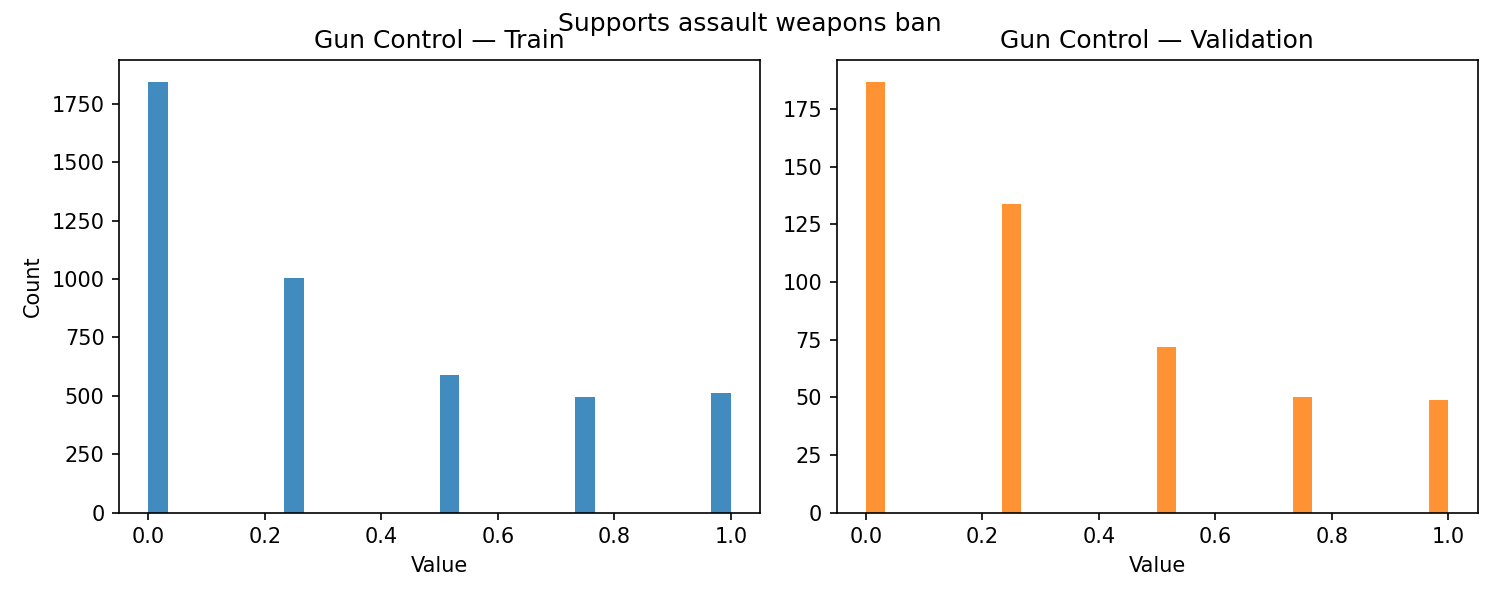 Supports assault weapons ban
Gun Control — Train
1750
1500
1250
1000
750
500
250
0
Count
0.0 0.2 0.4 0.6 0.8 1.0
Value
Gun Control — Validation
175
150
125
100
75
50
25
0
0.0 0.2 0.4 0.6 0.8 1.0
Value